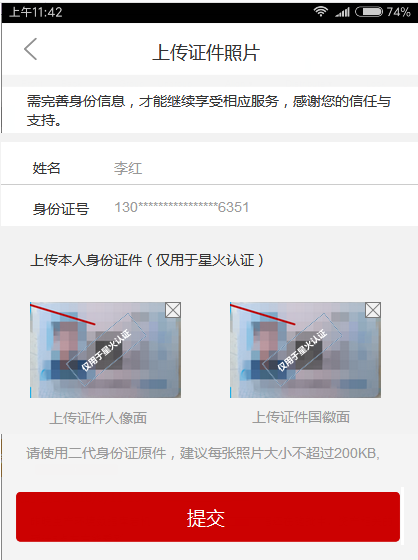 上午11:42
74%
上传证件照片
需完善身份信息，才能继续享受相应服务，感谢您的信任与
支持。
姓名 李红
身份证号 130****************6351
上传本人身份证件（仅用于星火认证）
仅用于星火认证 仅用于星火认证
上传证件人像面 上传证件国徽面
请使用二代身份证原件，建议每张照片大小不超过200KB,
提交